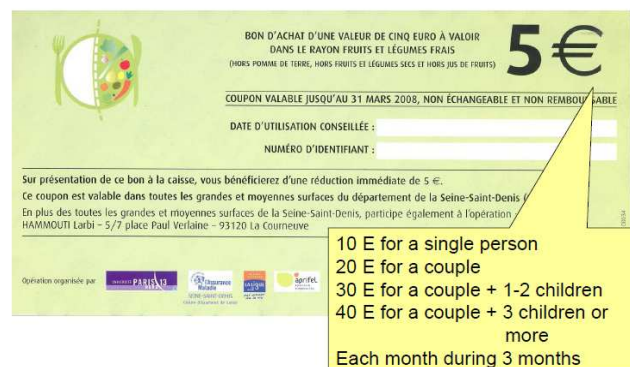 BON D'ACHAT D'UNE VALEUR DE CINQ EURO À VALOIR
DANS LE RAYON FRUITS ET LÉGUMES FRAIS
(HORS POMME DE TERRE, HORS FRUITS ET LÉGUMES SECS ET HORS JUS DE FRUITS)
5€
COUPON VALABLE JUSQU'AU 31 MARS 2008, NON ÉCHANGEABLE ET NON REMBOURSABLE
DATE D'UTILISATION CONSEILLÉE :
NUMÉRO D'IDENTIFIANT :
Sur présentation de ce bon à la caisse, vous bénéficierez d'une réduction immédiate de 5 €.
Ce coupon est valable dans toutes les grandes et moyennes surfaces du département de la Seine-Saint-Denis (
En plus des toutes les grandes et moyennes surfaces de la Seine-Saint-Denis, participe également à l'opération
HAMMOUTI Larbi - 5/7 place Paul Verlaine - 93120 La Courneuve
Opération organisée par
PARIS 13
l'Assurance
Maladie
SEINE-SAINT-DENIS
aprifel
10 E for a single person
20 E for a couple
30 E for a couple + 1-2 children
40 E for a couple + 3 children or
more
Each month during 3 months